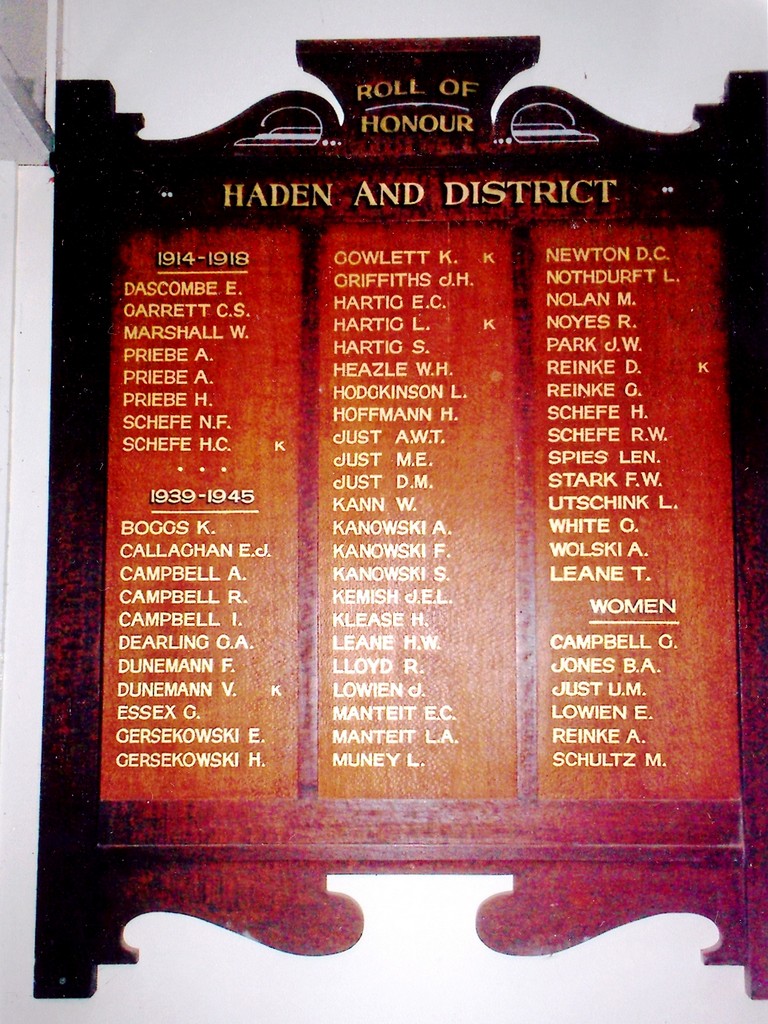 ROLL OF
HONOUR
HADEN AND DISTRICT
1914-1918
DASCOMBE E.
GARRETT C.S.
MARSHALL W.
PRIEBE A.
PRIEBE A.
PRIEBE H.
SCHEFE N.F.
SCHEFE H.C. K
. . .
1939-1945
BOGGS K.
CALLAGHAN E.J.
CAMPBELL A.
CAMPBELL R.
CAMPBELL I.
DEARLING G.A.
DUNEMANN F.
DUNEMANN V. K
ESSEX G.
GERSEKOWSKI E.
GERSEKOWSKI H.
GOWLETT K. K
GRIFFITHS J.H.
HARTIG E.C.
HARTIG L. K
HARTIG S.
HEAZLE W.H.
HODGKINSON L.
HOFFMANN H.
JUST A.W.T.
JUST M.E.
JUST D.M.
KANN W.
KANOWSKI A.
KANOWSKI F.
KANOWSKI S.
KEMISH J.E.L.
KLEASE H.
LEANE H.W.
LLOYD R.
LOWIEN J.
MANTEIT E.C.
MANTEIT L.A.
MUNEY L.
NEWTON D.C.
NOTHDURFT L.
NOLAN M.
NOYES R.
PARK J.W.
REINKE D. K
REINKE G.
SCHEFE H.
SCHEFE R.W.
SPIES LEN.
STARK F.W.
UTSCHINK L.
WHITE G.
WOLSKI A.
LEANE T.
WOMEN
CAMPBELL G.
JONES B.A.
JUST U.M.
LOWIEN E.
REINKE A.
SCHULTZ M.